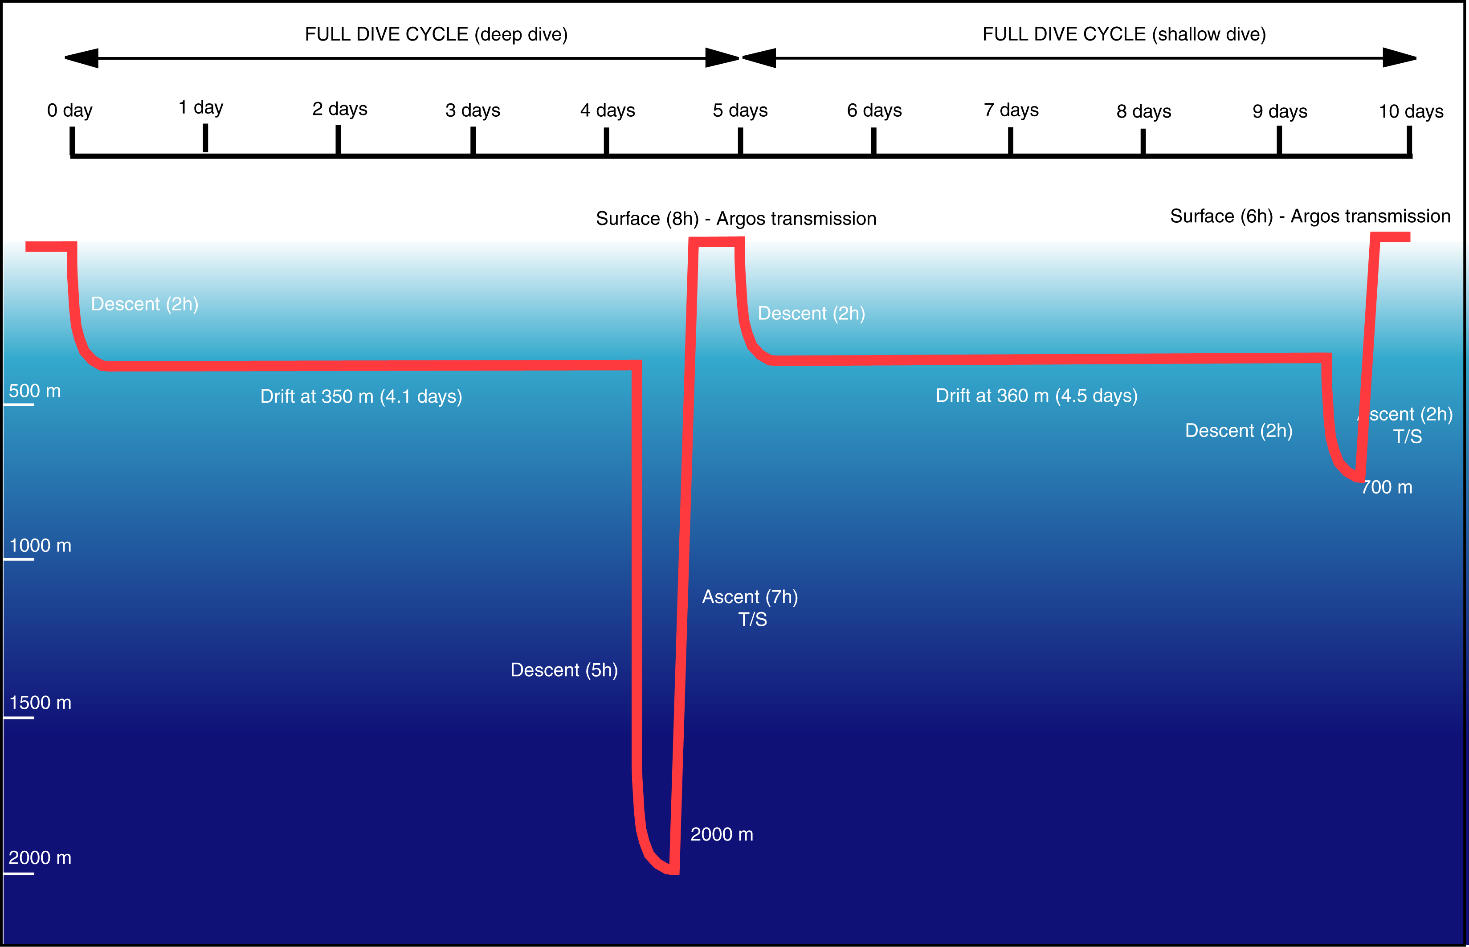 FULL DIVE CYCLE (deep dive)
FULL DIVE CYCLE (shallow dive)
0 day
1 day
2 days
3 days
4 days
5 days
6 days
7 days
8 days
9 days
10 days
Surface (8h) - Argos transmission
Surface (6h) - Argos transmission
Descent (2h)
Descent (2h)
500 m
Drift at 350 m (4.1 days)
Drift at 360 m (4.5 days)
Descent (2h)
Ascent (2h)
T/S
700 m
1000 m
Ascent (7h)
T/S
Descent (5h)
1500 m
2000 m
2000 m